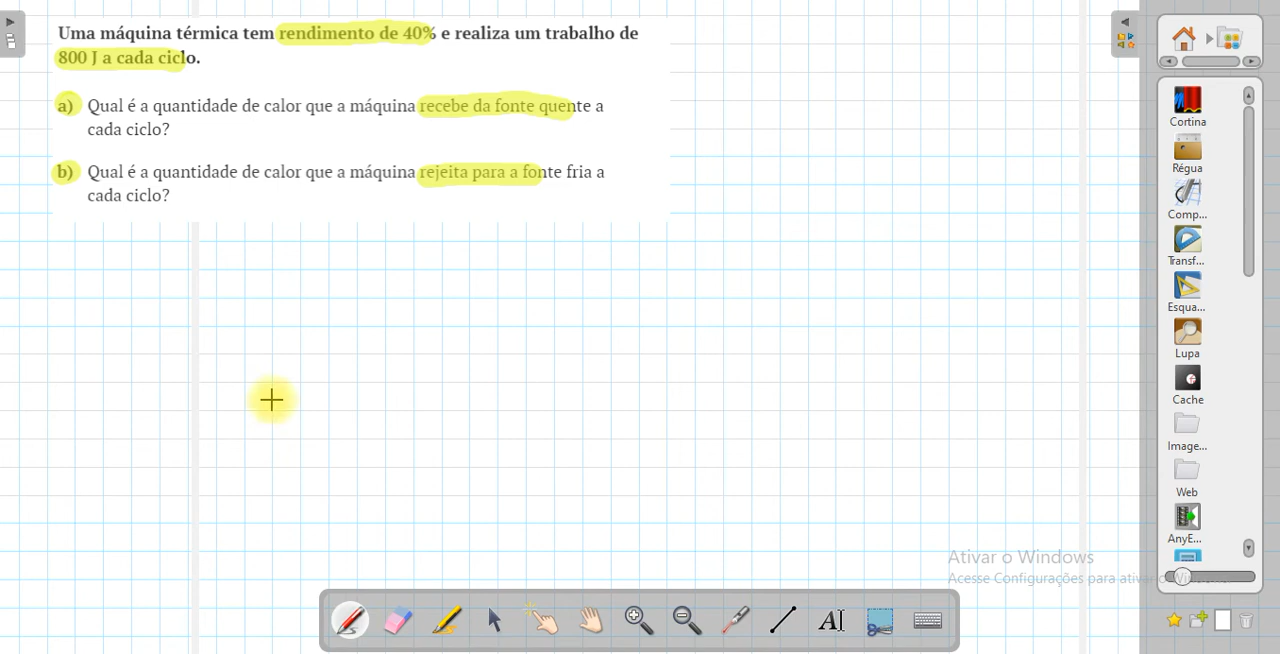 Uma máquina térmica tem rendimento de 40% e realiza um trabalho de
800 J a cada ciclo.
a) Qual é a quantidade de calor que a máquina recebe da fonte quente a
cada ciclo?
b) Qual é a quantidade de calor que a máquina rejeita para a fonte fria a
cada ciclo?
Cortina
Régua
Comp...
Transf...
Esqua...
Lupa
Cache
Image...
Web
AnyE...
Ativar o Windows
Acesse Configurações para ativar o Windows.